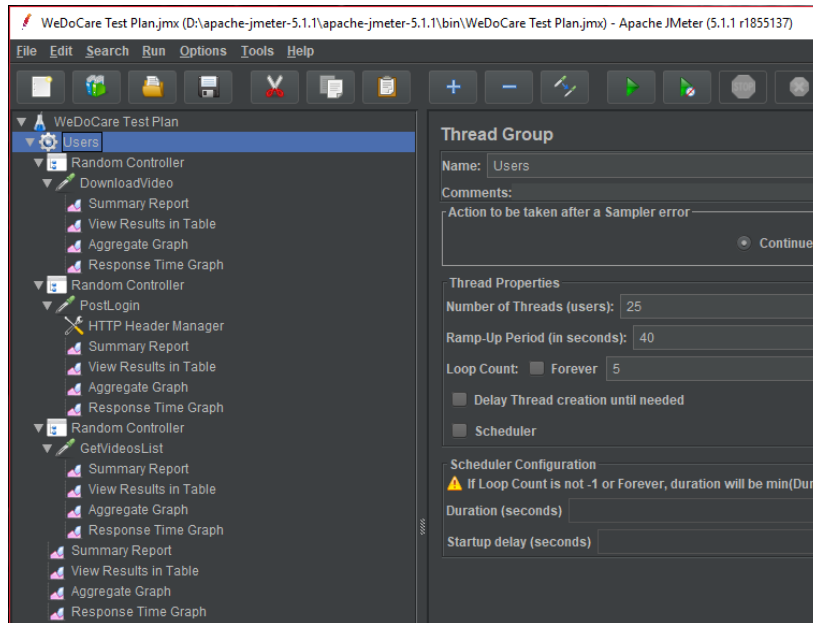 WeDoCare Test Plan.jmx (D:\apache-jmeter-5.1.1\apache-jmeter-5.1.1\bin\WeDoCare Test Plan.jmx) - Apache JMeter (5.1.1 r1855137)
File Edit Search Run Options Tools Help
STOP
WeDoCare Test Plan
Users
Random Controller
DownloadVideo
Summary Report
View Results in Table
Aggregate Graph
Response Time Graph
Random Controller
PostLogin
HTTP Header Manager
Summary Report
View Results in Table
Aggregate Graph
Response Time Graph
Random Controller
GetVideosList
Summary Report
View Results in Table
Aggregate Graph
Response Time Graph
Summary Report
View Results in Table
Aggregate Graph
Response Time Graph
Thread Group
Name: Users
Comments:
Action to be taken after a Sampler error
Continue
Thread Properties
Number of Threads (users): 25
Ramp-Up Period (in seconds): 40
Loop Count: Forever 5
Delay Thread creation until needed
Scheduler
Scheduler Configuration
If Loop Count is not -1 or Forever, duration will be min(Dur
Duration (seconds)
Startup delay (seconds)